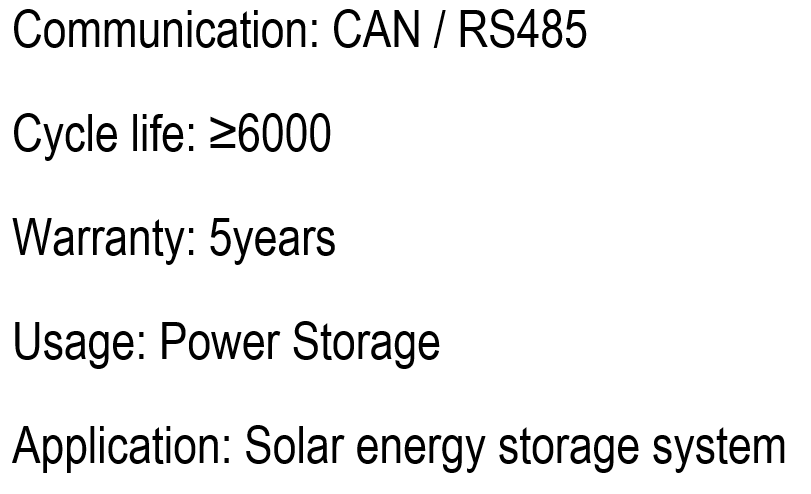 Communication: CAN / RS485
Cycle life: ≥6000
Warranty: 5years
Usage: Power Storage
Application: Solar energy storage system